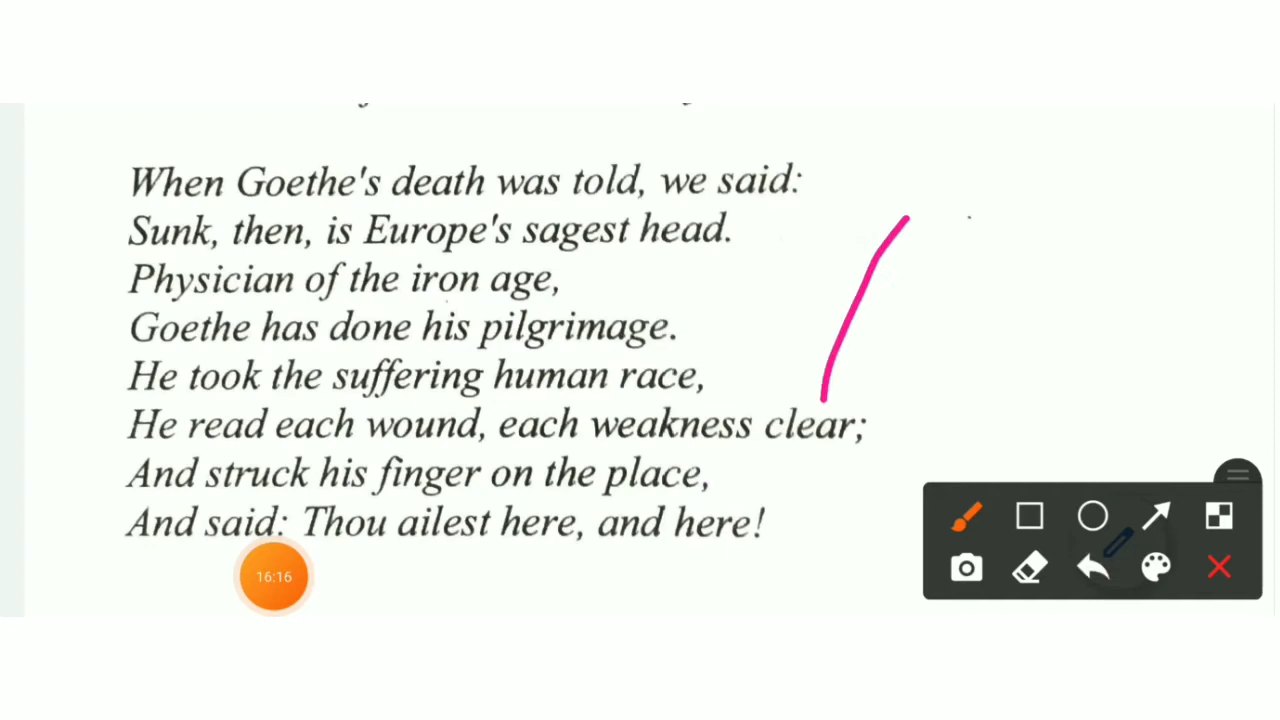 When Goethe's death was told, we said:
Sunk, then, is Europe's sagest head.
Physician of the iron age,
Goethe has done his pilgrimage.
He took the suffering human race,
He read each wound, each weakness clear;
And struck his finger on the place,
And said: Thou ailest here, and here!
16:16